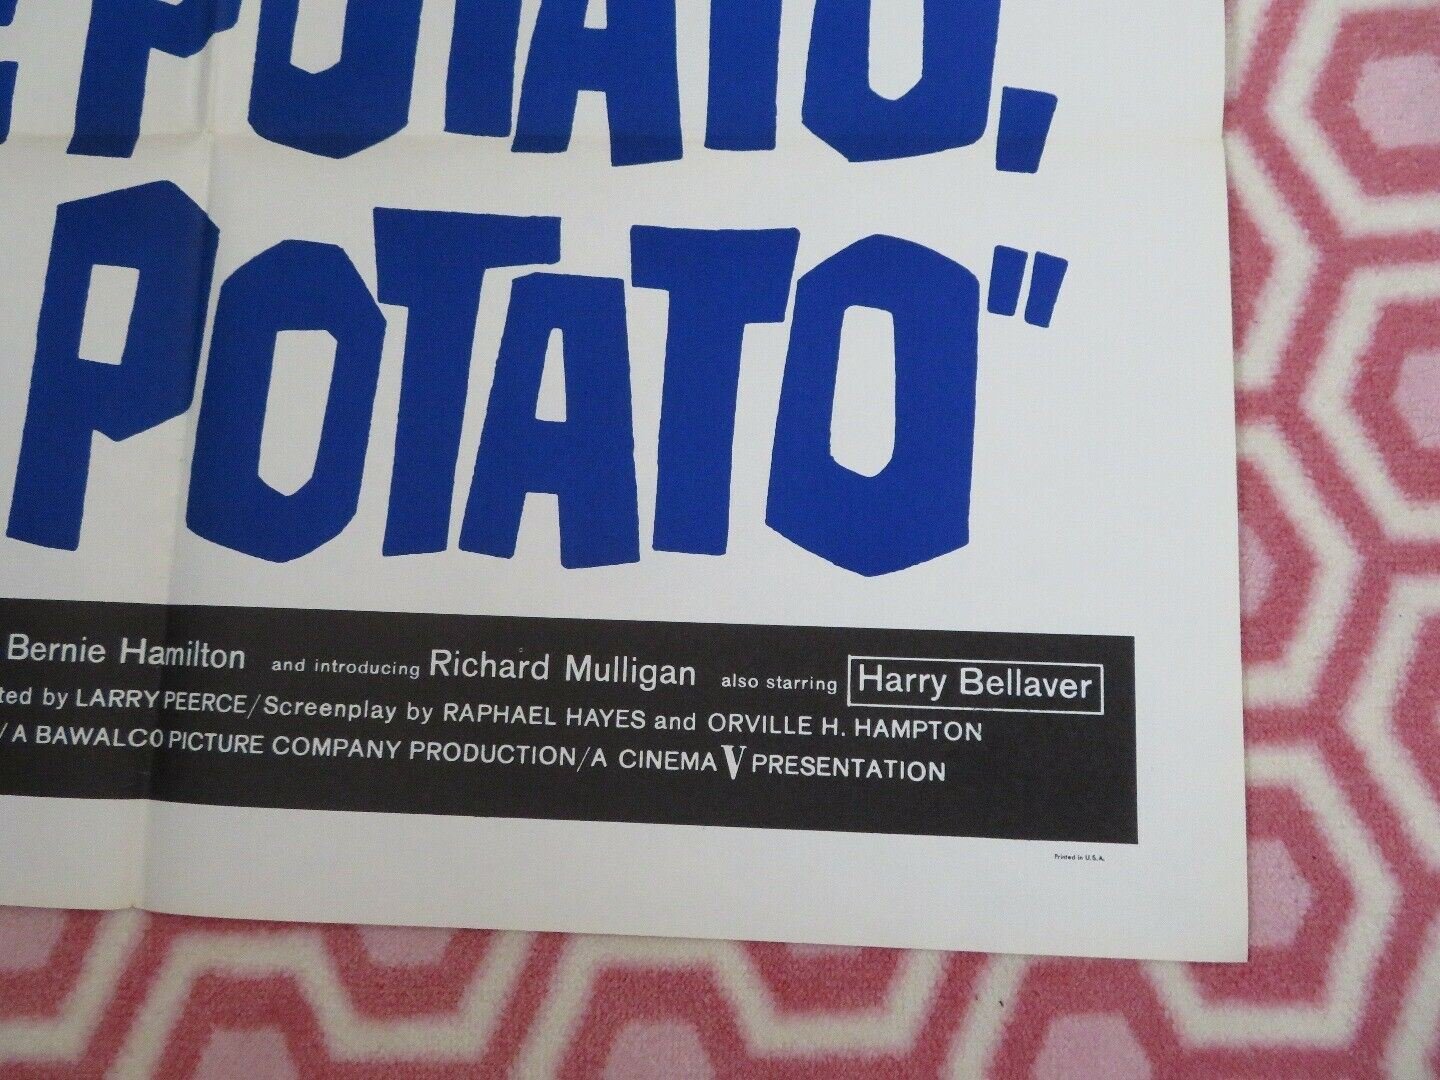 POTATO,
POTATO"
Bernie Hamilton and introducing Richard Mulligan also starring Harry Bellaver
ted by LARRY PEERCE/Screenplay by RAPHAEL HAYES and ORVILLE H. HAMPTON
/A BAWALCO PICTURE COMPANY PRODUCTION/A CINEMA V PRESENTATION
Printed in U.S.A.